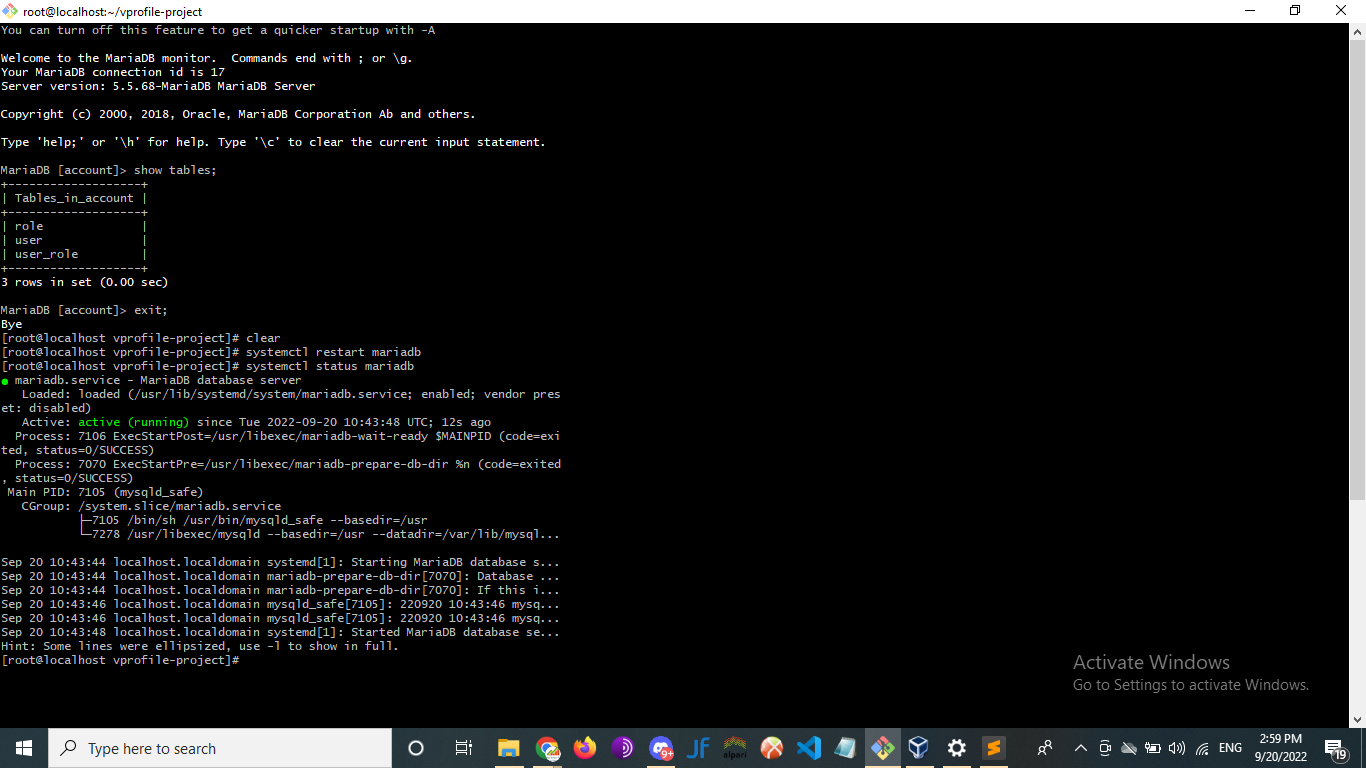 root@localhost:~/vprofile-project
You can turn off this feature to get a quicker startup with -A
Welcome to the MariaDB monitor.  Commands end with ; or \g.
Your MariaDB connection id is 17
Server version: 5.5.68-MariaDB MariaDB Server
Copyright (c) 2000, 2018, Oracle, MariaDB Corporation Ab and others.
Type 'help;' or '\h' for help. Type '\c' to clear the current input statement.
MariaDB [account]> show tables;
+-------------------+
| Tables_in_account |
+-------------------+
| role              |
| user              |
| user_role         |
+-------------------+
3 rows in set (0.00 sec)
MariaDB [account]> exit;
Bye
[root@localhost vprofile-project]# clear
[root@localhost vprofile-project]# systemctl restart mariadb
[root@localhost vprofile-project]# systemctl status mariadb
● mariadb.service - MariaDB database server
   Loaded: loaded (/usr/lib/systemd/system/mariadb.service; enabled; vendor pres
et: disabled)
   Active: active (running) since Tue 2022-09-20 10:43:48 UTC; 12s ago
  Process: 7106 ExecStartPost=/usr/libexec/mariadb-wait-ready $MAINPID (code=exi
ted, status=0/SUCCESS)
  Process: 7070 ExecStartPre=/usr/libexec/mariadb-prepare-db-dir %n (code=exited
, status=0/SUCCESS)
 Main PID: 7105 (mysqld_safe)
   CGroup: /system.slice/mariadb.service
           ├─7105 /bin/sh /usr/bin/mysqld_safe --basedir=/usr
           └─7278 /usr/libexec/mysqld --basedir=/usr --datadir=/var/lib/mysql...
Sep 20 10:43:44 localhost.localdomain systemd[1]: Starting MariaDB database s...
Sep 20 10:43:44 localhost.localdomain mariadb-prepare-db-dir[7070]: Database ...
Sep 20 10:43:44 localhost.localdomain mariadb-prepare-db-dir[7070]: If this i...
Sep 20 10:43:46 localhost.localdomain mysqld_safe[7105]: 220920 10:43:46 mysq...
Sep 20 10:43:46 localhost.localdomain mysqld_safe[7105]: 220920 10:43:46 mysq...
Sep 20 10:43:48 localhost.localdomain systemd[1]: Started MariaDB database se...
Hint: Some lines were ellipsized, use -l to show in full.
[root@localhost vprofile-project]#
Activate Windows
Go to Settings to activate Windows.
Type here to search
9+
JF
alpari
ENG
2:59 PM
9/20/2022
19